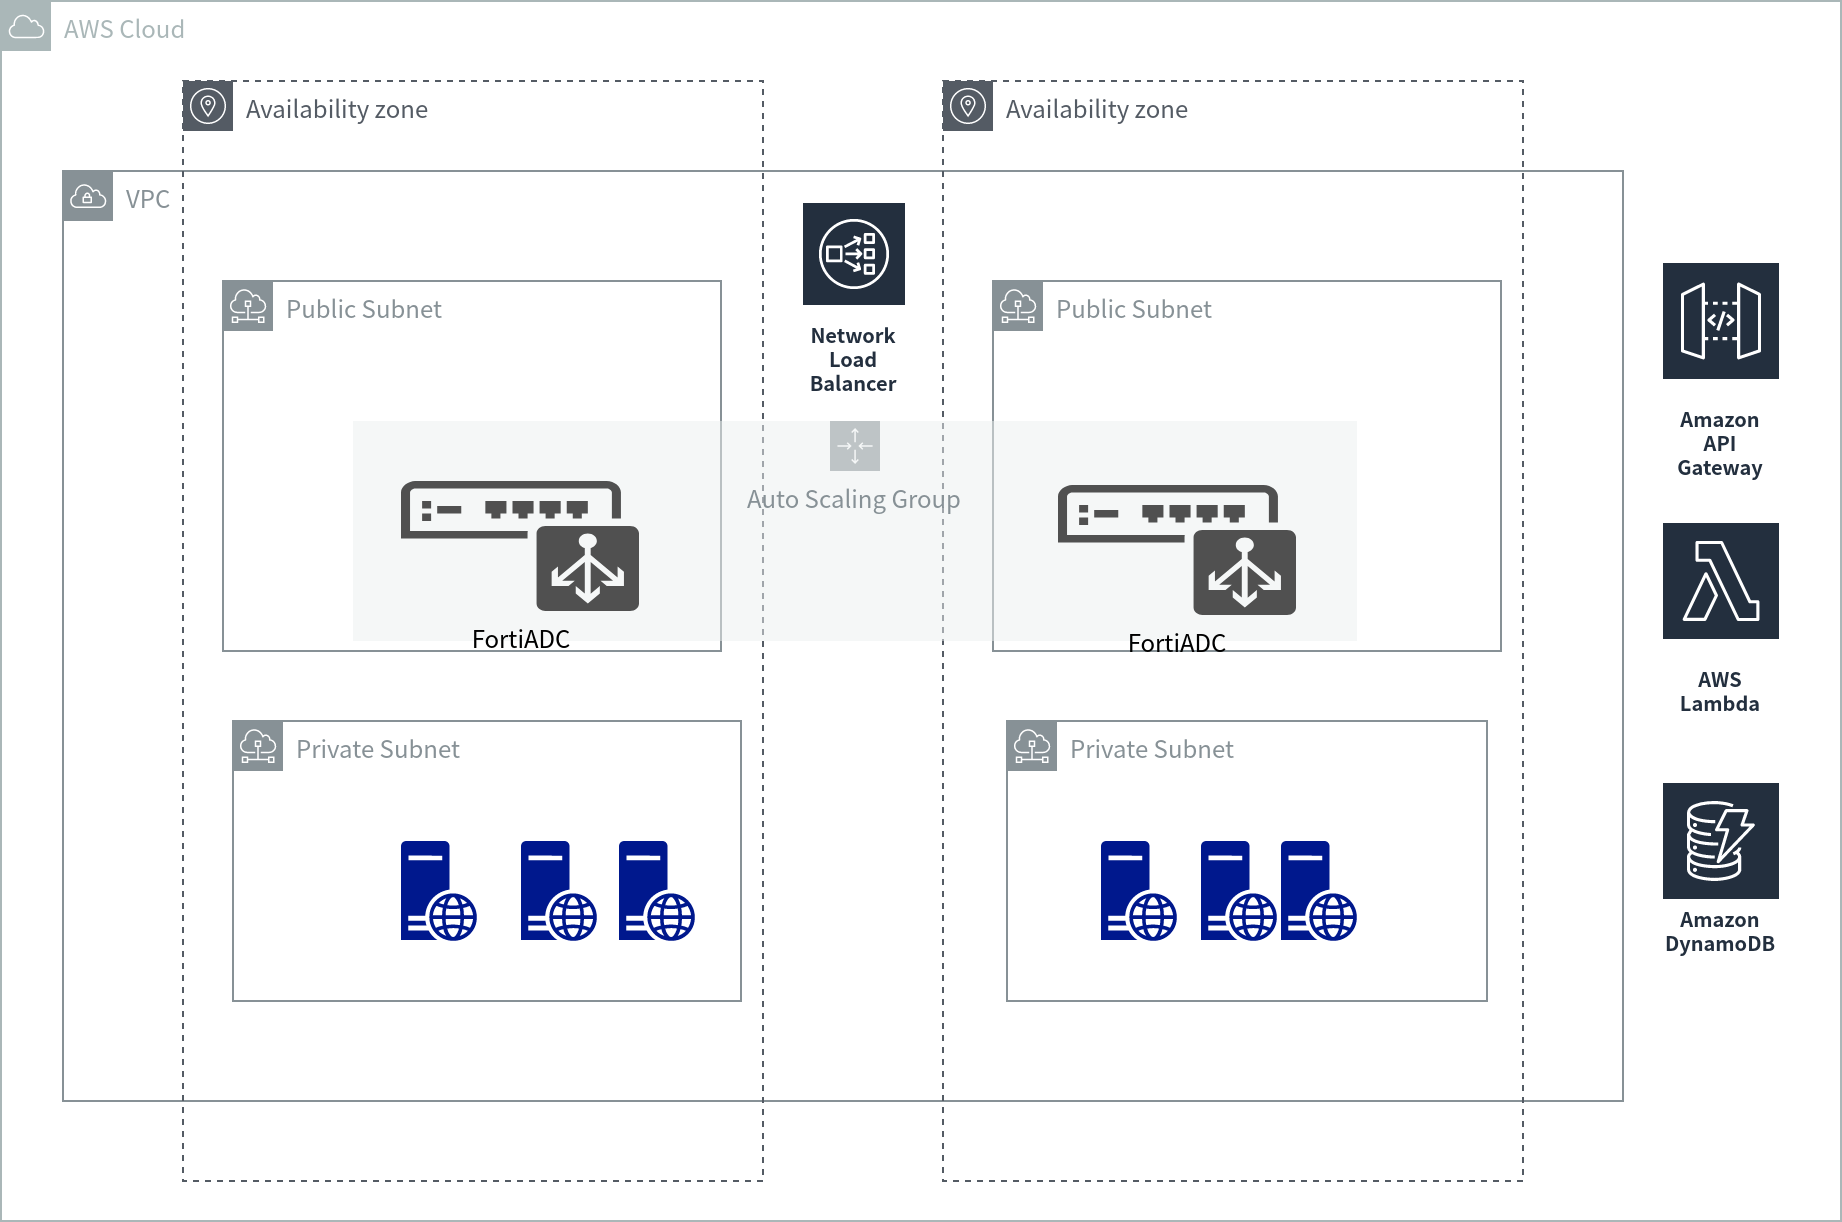 AWS Cloud
Availability zone
Availability zone
VPC
Public Subnet
Network
Load
Balancer
Public Subnet
Auto Scaling Group
FortiADC
FortiADC
Private Subnet
Private Subnet
Amazon
API
Gateway
AWS
Lambda
Amazon
DynamoDB